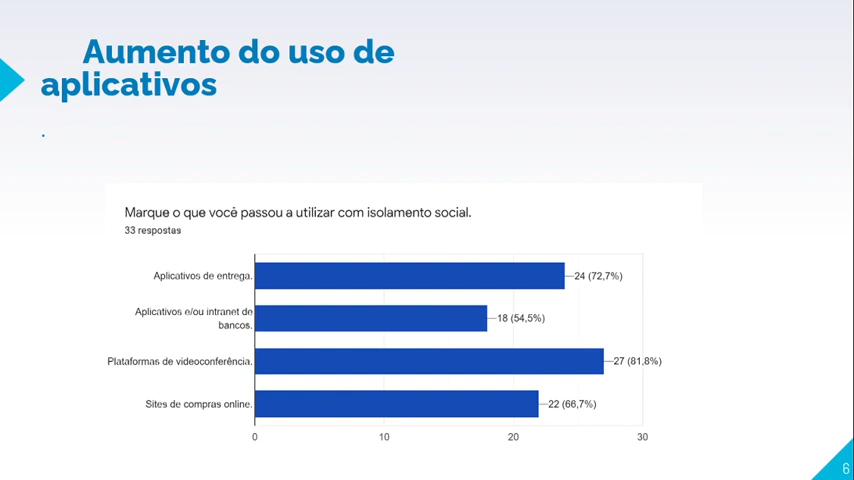 Aumento do uso de
aplicativos
.
Marque o que você passou a utilizar com isolamento social.
33 respostas
Aplicativos de entrega.
24 (72,7%)
Aplicativos e/ou intranet de
bancos.
18 (54,5%)
Plataformas de videoconferência.
27 (81,8%)
Sites de compras online.
22 (66,7%)
0
10
20
30
6